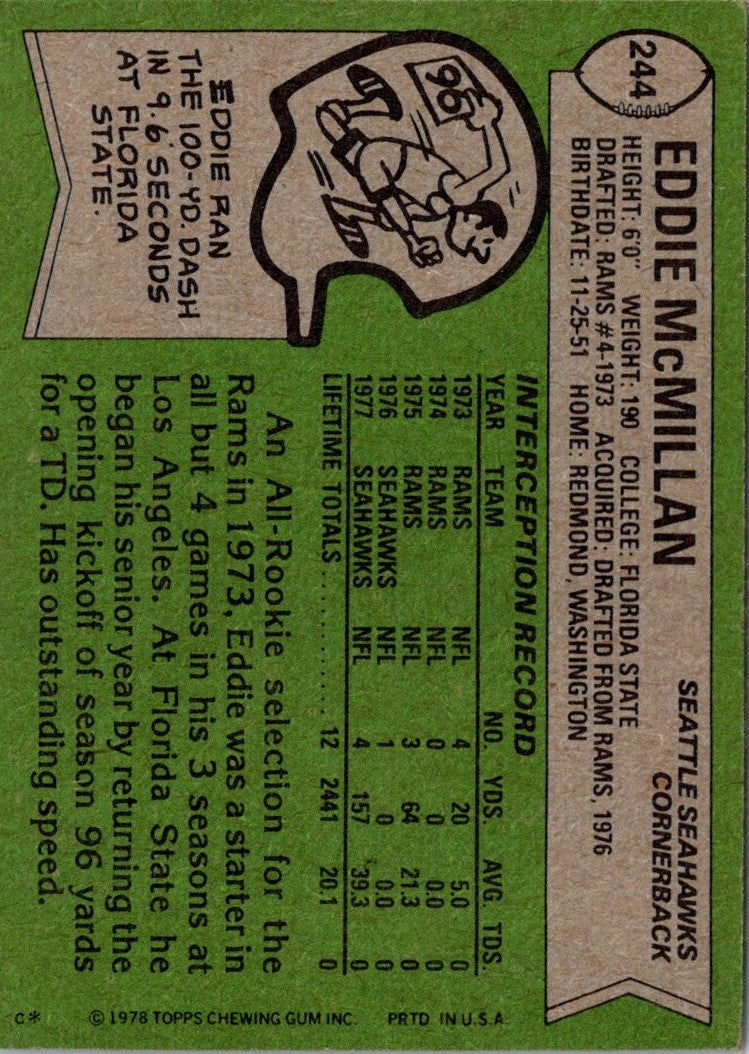 244
EDDIE McMILLAN
SEATTLE SEAHAWKS
CORNERBACK
HEIGHT: 6'0" WEIGHT: 190 COLLEGE: FLORIDA STATE
DRAFTED: RAMS #4-1973 ACQUIRED: DRAFTED FROM RAMS, 1976
BIRTHDATE: 11-25-51 HOME: REDMOND, WASHINGTON
96
EDDIE RAN
THE 100-YD. DASH
IN 9.6 SECONDS
AT FLORIDA
STATE.
INTERCEPTION RECORD
YEAR TEAM NO. YDS. AVG TDS.
1973 RAMS NFL 4 20 5.0 0
1974 RAMS NFL 0 0 0.0 0
1975 RAMS NFL 3 64 21.3 0
1976 SEAHAWKS NFL 1 0 0.0 0
1977 SEAHAWKS NFL 4 157 39.3 0
LIFETIME TOTALS.............. 12 2441 20.1 0
An All-Rookie selection for the
Rams in 1973, Eddie was a starter in
all but 4 games in his 3 seasons at
Los Angeles. At Florida State he
began his senior year by returning the
opening kickoff of season 96 yards
for a TD. Has outstanding speed.
C* © 1978 TOPPS CHEWING GUM INC. PRTD. IN U.S.A.